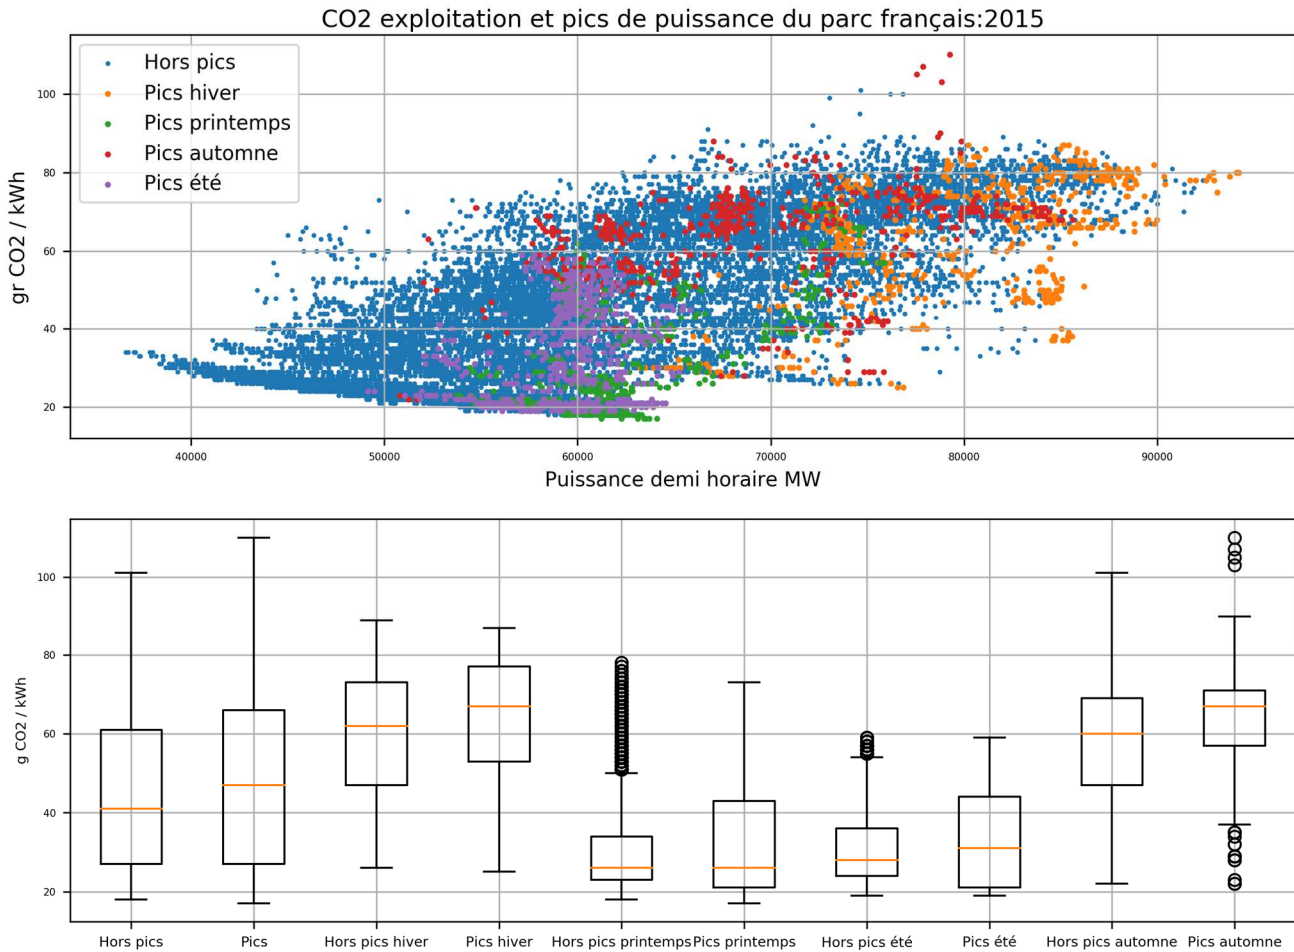 CO2 exploitation et pics de puissance du parc français:2015
Hors pics
Pics hiver
Pics printemps
Pics automne
Pics été
gr CO2 / kWh
100
80
60
40
20
40000 50000 60000 70000 80000 90000
Puissance demi horaire MW
g CO2 / kWh
100
80
60
40
20
Hors pics Pics Hors pics hiver Pics hiver Hors pics printemps Pics printemps Hors pics été Pics été Hors pics automne Pics automne